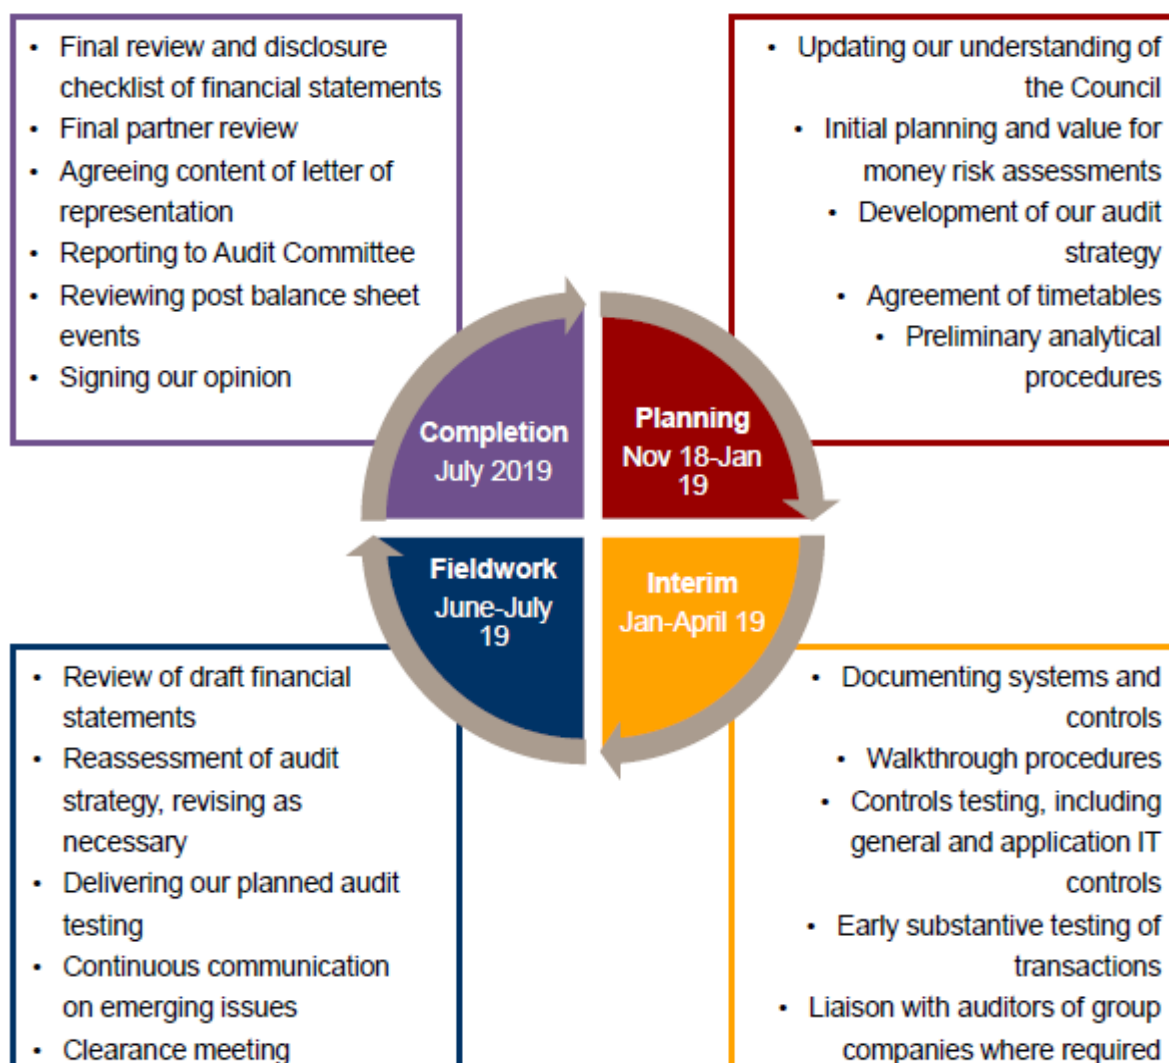 • Final review and disclosure
checklist of financial statements
• Final partner review
• Agreeing content of letter of
representation
• Reporting to Audit Committee
• Reviewing post balance sheet
events
• Signing our opinion
• Updating our understanding of
the Council
• Initial planning and value for
money risk assessments
• Development of our audit
strategy
• Agreement of timetables
• Preliminary analytical
procedures
Completion
July 2019
Planning
Nov 18-Jan
19
Fieldwork
June-July
19
Interim
Jan-April 19
• Review of draft financial
statements
• Reassessment of audit
strategy, revising as
necessary
• Delivering our planned audit
testing
• Continuous communication
on emerging issues
• Clearance meeting
• Documenting systems and
controls
• Walkthrough procedures
• Controls testing, including
general and application IT
controls
• Early substantive testing of
transactions
• Liaison with auditors of group
companies where required